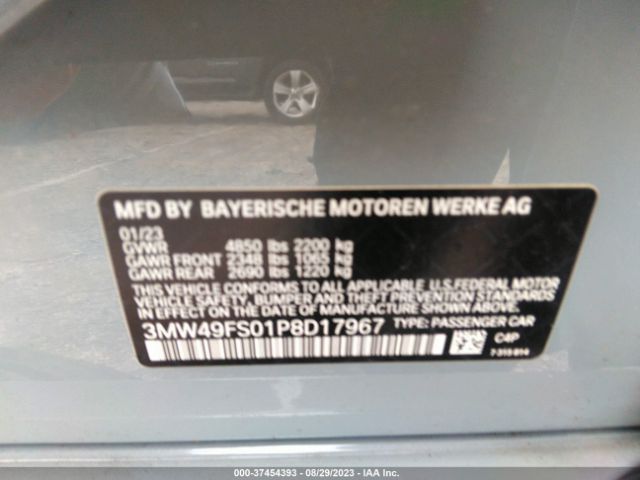 MFD BY BAYERISCHE MOTOREN WERKE AG
01/23
GVWR 4850 lbs 2200 kg
GAWR FRONT 2348 lbs 1065 kg
GAWR REAR 2690 lbs 1220 kg
THIS VEHICLE CONFORMS TO ALL APPLICABLE U.S. FEDERAL MOTOR
VEHICLE SAFETY, BUMPER, AND THEFT PREVENTION
STANDARDS IN EFFECT ON THE DATE OF MANUFACTURE SHOWN ABOVE.
3MW49FS01P8D17967 TYPE: PASSENGER CAR
C4P
000-37454393 - 08/29/2023 - IAA Inc.